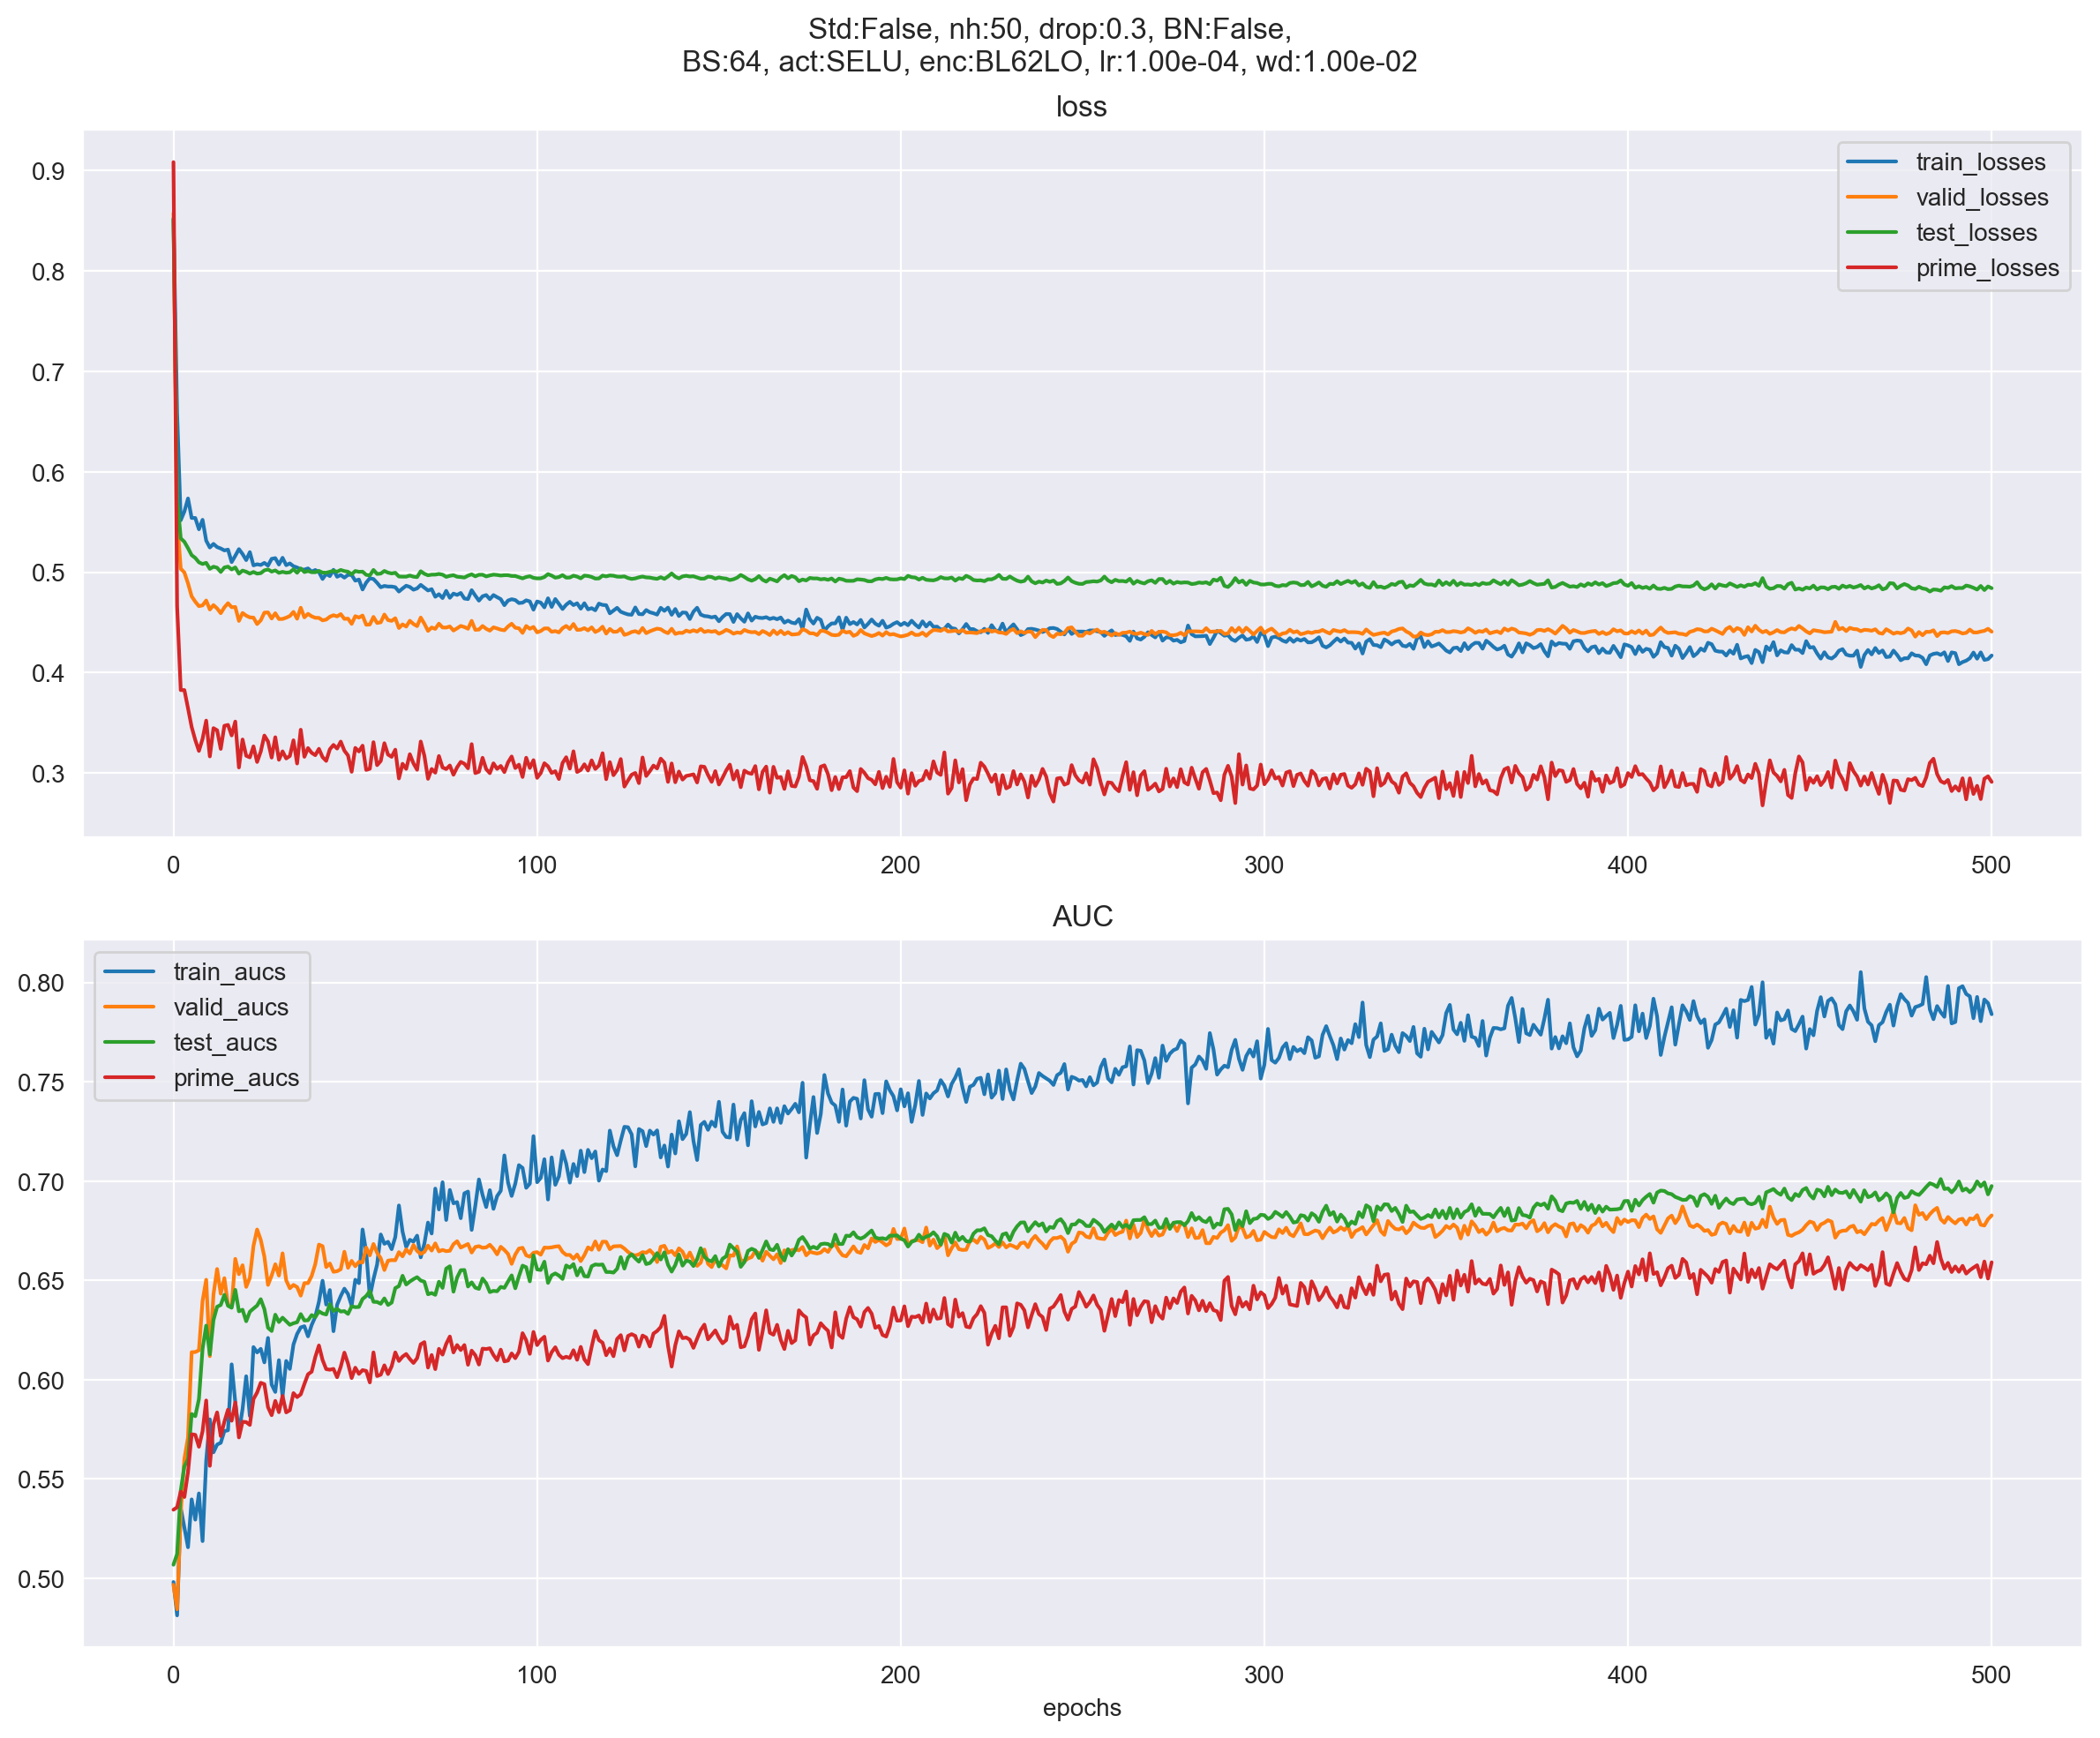 Std:False, nh:50, drop:0.3, BN:False,
BS:64, act:SELU, enc:BL62LO, lr:1.00e-04, wd:1.00e-02
loss
0.9
0.8
0.7
0.6
0.5
0.4
0.3
train_losses
valid_losses
test_losses
prime_losses
0 100 200 300 400 500
AUC
0.80
0.75
0.70
0.65
0.60
0.55
0.50
train_aucs
valid_aucs
test_aucs
prime_aucs
0 100 200 300 400 500
epochs